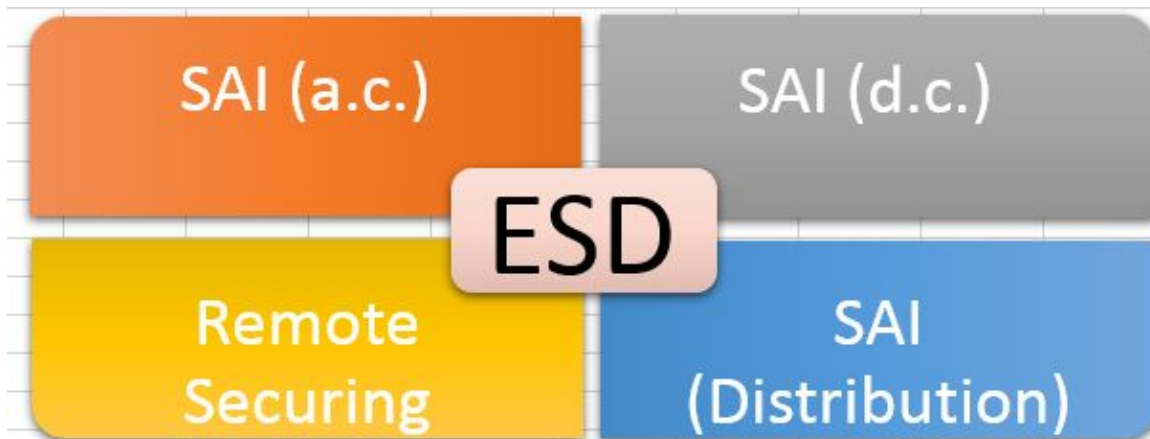 SAI (a.c.)
SAI (d.c.)
ESD
Remote
Securing
SAI
(Distribution)